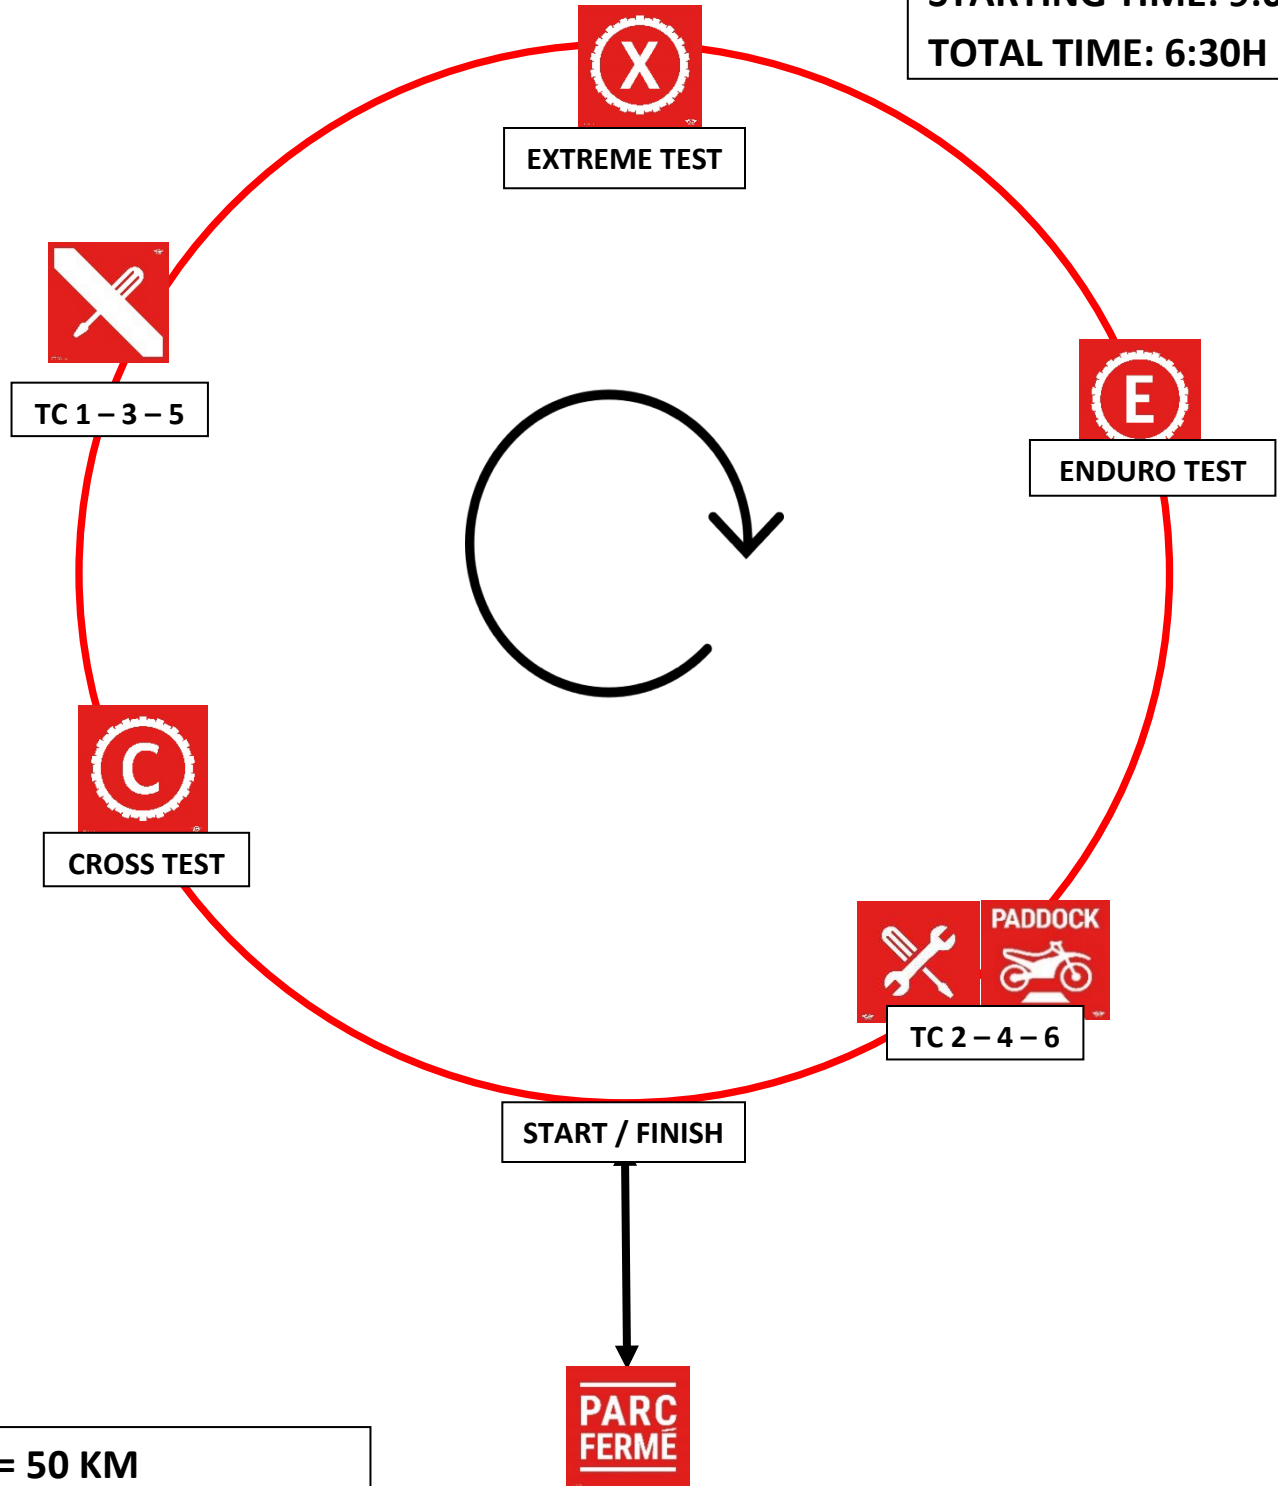 TOTAL TIME: 6:30H
X
EXTREME TEST
TC 1 – 3 – 5
E
ENDURO TEST
C
CROSS TEST
PADDOCK
TC 2 – 4 – 6
START / FINISH
PARC
FERMÉ
= 50 KM